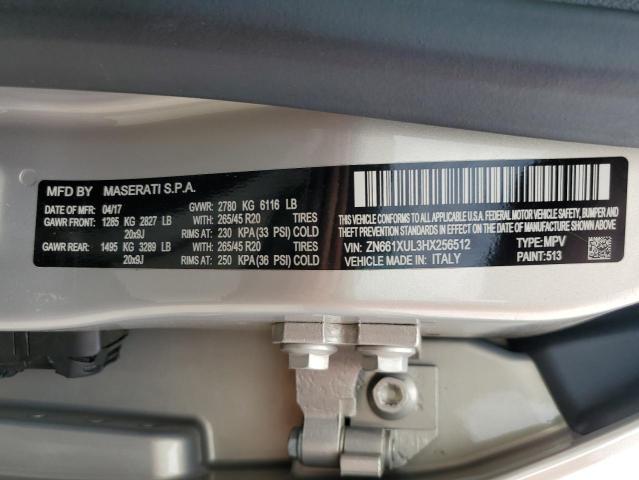 MFD BY MASERATI S.P.A.
DATE OF MFR 04/17 GVWR: 2780 KG 6116 LB
GAWR FRONT: 1285 KG 2827 LB WITH: 265/45 R20 TIRES
20x9J RIMS AT: 230 KPA (33 PSI) COLD
GAWR REAR: 1495 KG 3289 LB WITH: 265/45 R20 TIRES
20x9J RIMS AT: 250 KPA (36 PSI) COLD
THIS VEHICLE CONFORMS TO ALL APPLICABLE U.S.A. FEDERAL MOTOR VEHICLE SAFETY, BUMPER AND
THEFT PREVENTION STANDARDS IN EFFECT ON THE DATE OF MANUFACTURE SHOWN ABOVE.
VIN: ZN661XUL3HX256512 TYPE: MPV
VEHICLE MADE IN: ITALY PAINT:513